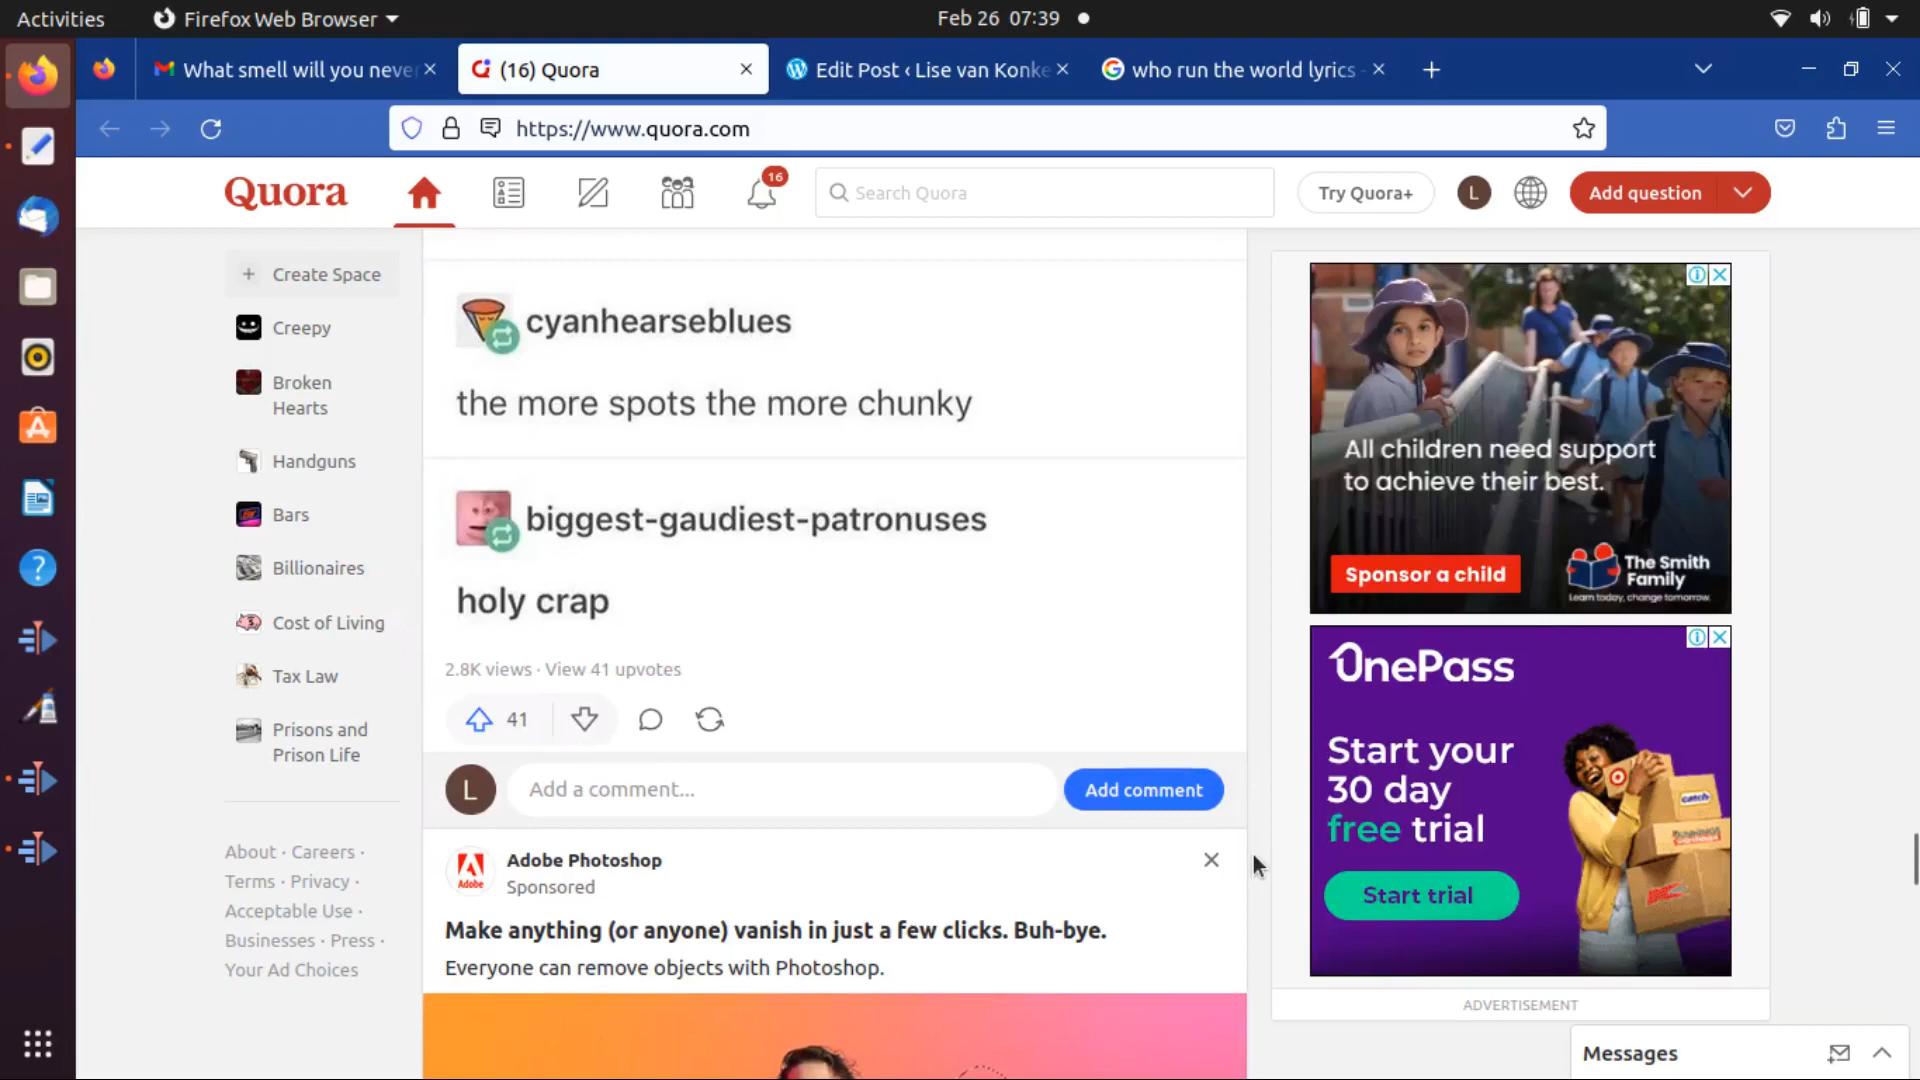 Activities
Firefox Web Browser
Feb 26 07:39
What smell will you neve
(16) Quora
Edit Post ‹ Lise van Konke
who run the world lyrics -
https://www.quora.com
Quora
16
Search Quora
Try Quora+
L
Add question
Create Space
Creepy
Broken
Hearts
Handguns
Bars
Billionaires
Cost of Living
Tax Law
Prisons and
Prison Life
About · Careers ·
Terms · Privacy ·
Acceptable Use ·
Businesses · Press ·
Your Ad Choices
cyanhearseblues
the more spots the more chunky
biggest-gaudiest-patronuses
holy crap
2.8K views · View 41 upvotes
41
L
Add a comment...
Add comment
Adobe
Adobe Photoshop
Sponsored
Make anything (or anyone) vanish in just a few clicks. Buh-bye.
Everyone can remove objects with Photoshop.
All children need support
to achieve their best.
Sponsor a child
The Smith
Family
Learn today, change tomorrow.
OnePass
Start your
30 day
free trial
Start trial
catch
ADVERTISEMENT
Messages